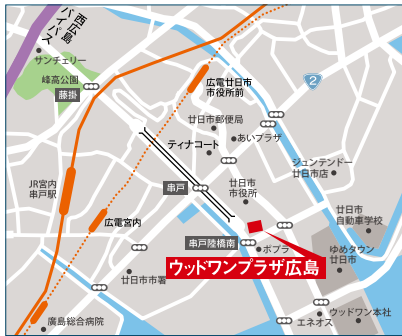 西広島
バイパス
サンチェリー
峰高公園
藤掛
広電廿日市
市役所前
2
廿日市郵便局
あいプラザ
ティナコート
ジュンテンドー
廿日市店
JR宮内
串戸駅
串戸
廿日市
市役所
広電宮内
廿日市
自動車学校
串戸陸橋南
ポプラ
ゆめタウン
廿日市
ウッドワンプラザ広島
廿日市市署
廣島総合病院
エネオス
ウッドワン本社